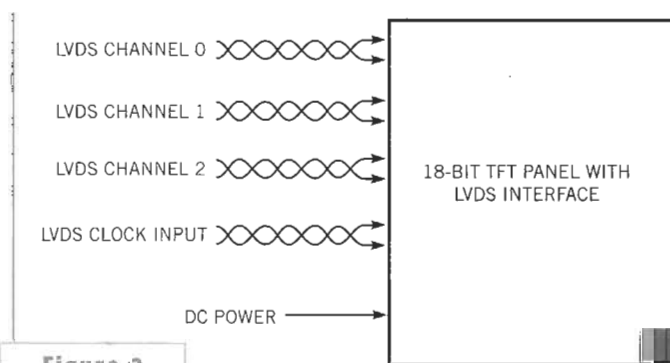 LVDS CHANNEL 0
LVDS CHANNEL 1
LVDS CHANNEL 2
18-BIT TFT PANEL WITH
LVDS INTERFACE
LVDS CLOCK INPUT
DC POWER